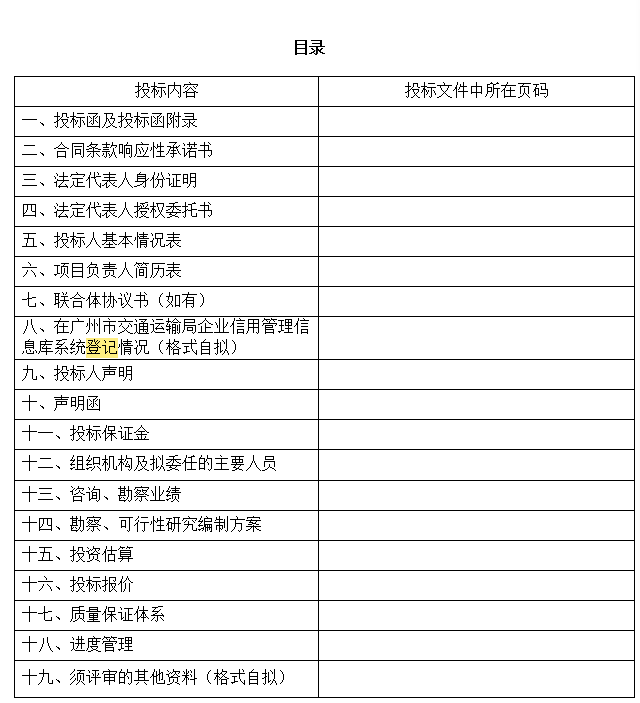 目录
投标内容 投标文件中所在页码
一、投标函及投标函附录
二、合同条款响应性承诺书
三、法定代表人身份证明
四、法定代表人授权委托书
五、投标人基本情况表
六、项目负责人简历表
七、联合体协议书（如有）
八、在广州市交通运输局企业信用管理信
息库系统登记情况（格式自拟）
九、投标人声明
十、声明函
十一、投标保证金
十二、组织机构及拟委任的主要人员
十三、咨询、勘察业绩
十四、勘察、可行性研究编制方案
十五、投资估算
十六、投标报价
十七、质量保证体系
十八、进度管理
十九、须评审的其他资料（格式自拟）